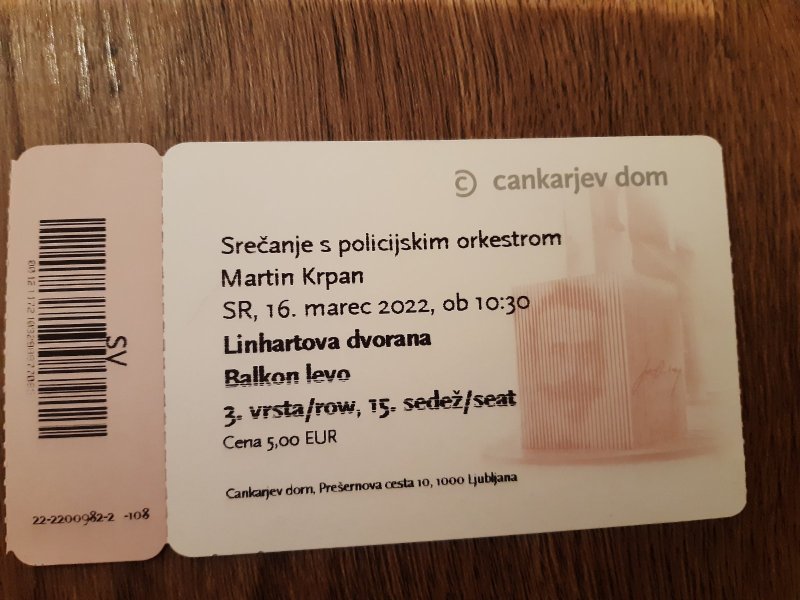 cankarjev dom
Srečanje s policijskim orkestrom
Martin Krpan
SR, 16. marec 2022, ob 10:30
Linhartova dvorana
Balkon levo
3. vrsta/row, 15. sedež/seat
Cena 5,00 EUR
Cankarjev dom, Prešernova cesta 10, 1000 Ljubljana
SV
22-2200982-2 -108